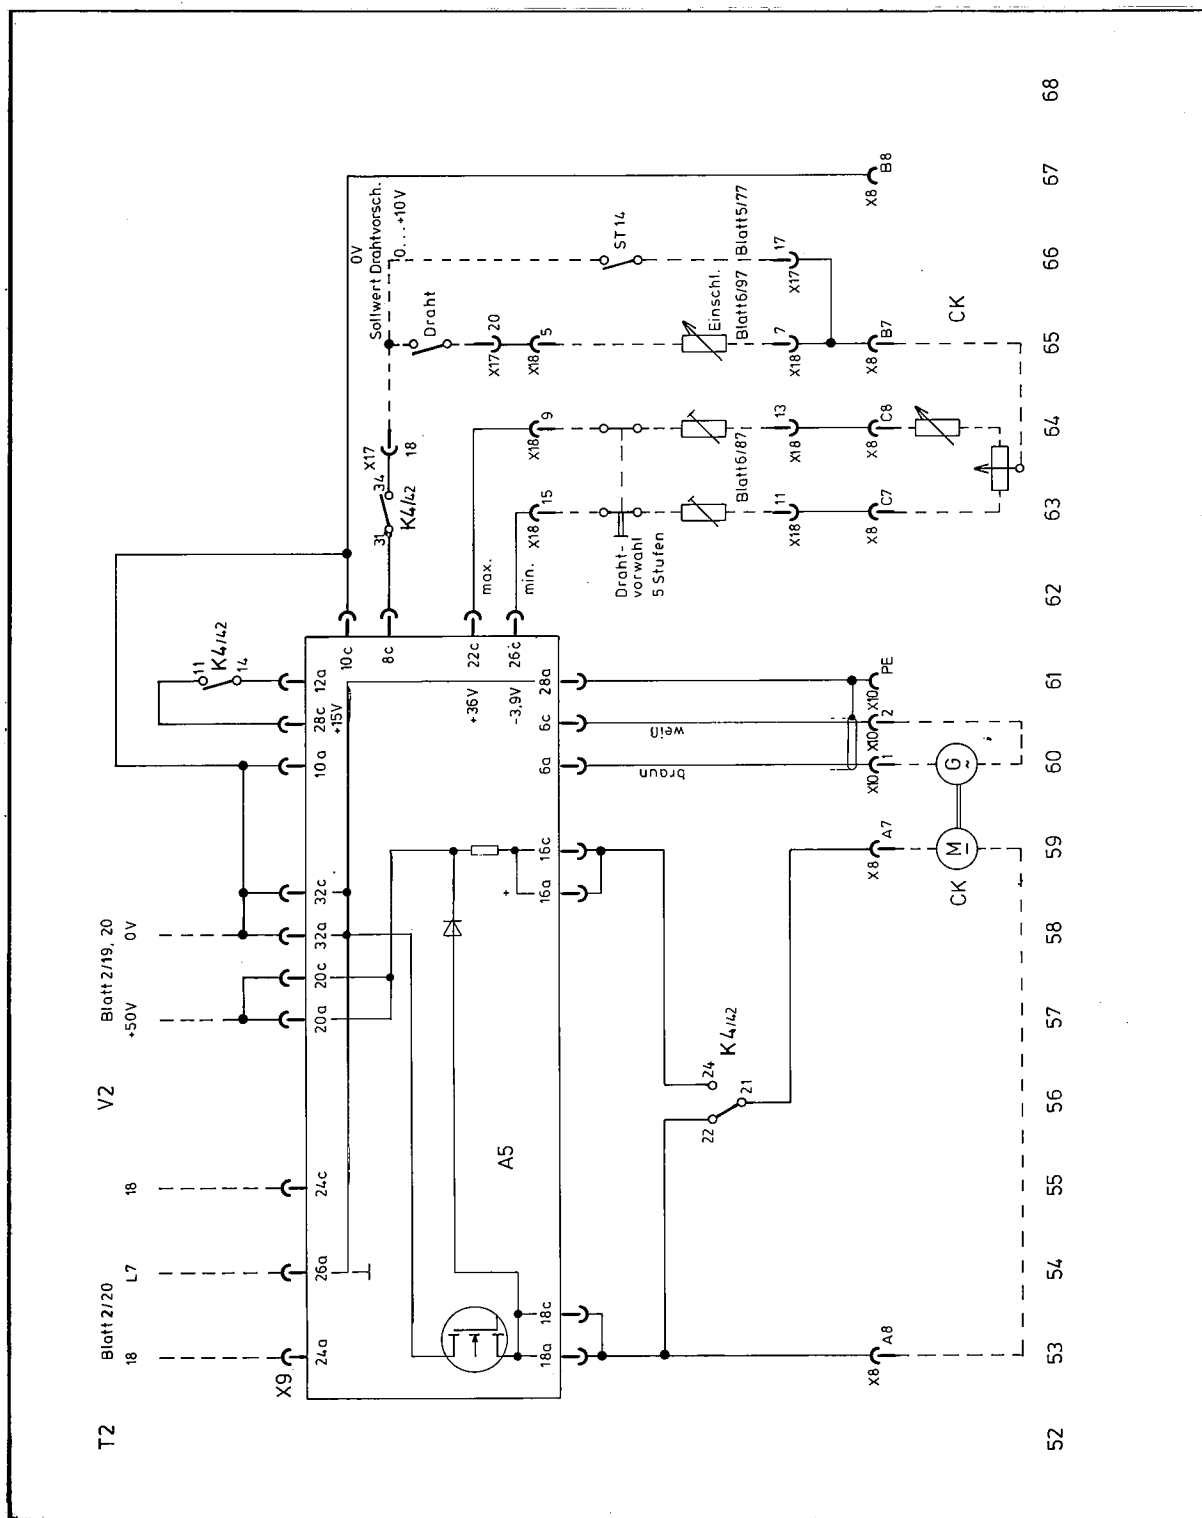 T2
V2
Blatt 2/20
18
L7
18
Blatt 2/19, 20
+50V
0V
X9
24a
26a
24c
20a
20c
32a
32c
10a
28c
+15V
12a
11
K4/42
14
10c
8c
22c
+36V
26c
-3,9V
28a
6c
6a
16c
16a
+
18c
18a
A5
31
K4/42
34
X17
18
0V
Sollwert Drahtvorsch.
0...+10V
Draht
X17
20
X18
5
ST14
Einschl.
Blatt6/97
Blatt5/77
X17
17
X18
7
X8
B7
X8
B8
max.
min.
X18
9
X18
15
Draht-
vorwahl
5 Stufen
Blatt6/87
X18
13
X18
11
X8
C8
X8
C7
CK
weiß
braun
X10
PE
X10
2
X10
1
G
~
M
CK
X8
A7
K4/42
24
21
22
X8
A8
52
53
54
55
56
57
58
59
60
61
62
63
64
65
66
67
68